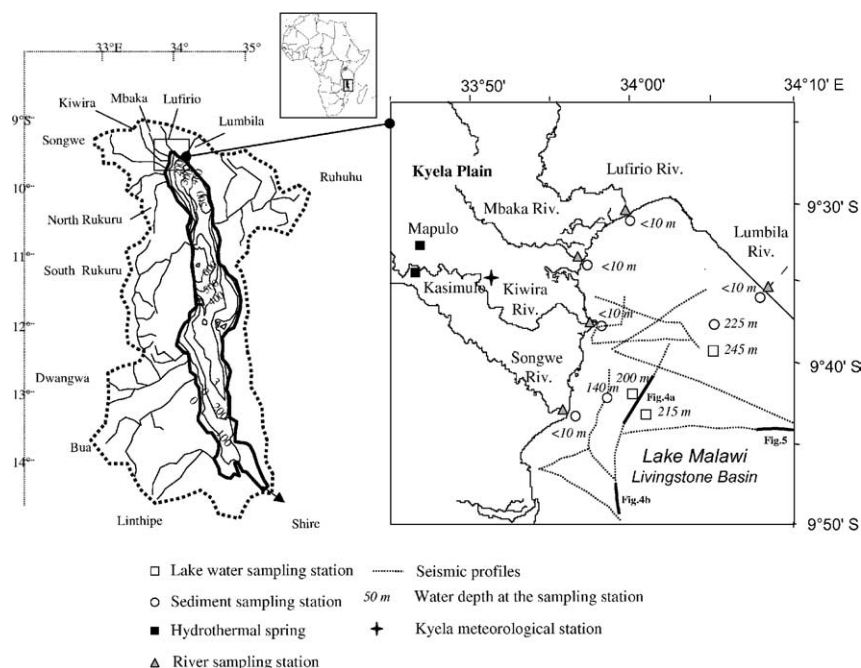 33°E
34°
35°
Kiwira
Mbaka
Lufirio
Lumbila
9°S
Songwe
Ruhuhu
10°
North Rukuru
11°
South Rukuru
12°
Dwangwa
13°
Bua
14°
Linthipe
Shire
33°50'
34°00'
34°10'E
Lufirio Riv.
Kyela Plain
Mbaka Riv.
<10 m
9°30' S
Mapulo
Lumbila
Riv.
<10 m
<10 m
Kasimulo
Kiwira
Riv.
<10 m
225 m
245 m
Songwe
Riv.
9°40' S
140 m
200 m
Fig.4a
215 m
<10 m
Lake Malawi
Fig.5
Livingstone Basin
Fig.4b
9°50' S
Lake water sampling station
Seismic profiles
Sediment sampling station
50 m Water depth at the sampling station
Hydrothermal spring
Kyela meteorological station
River sampling station